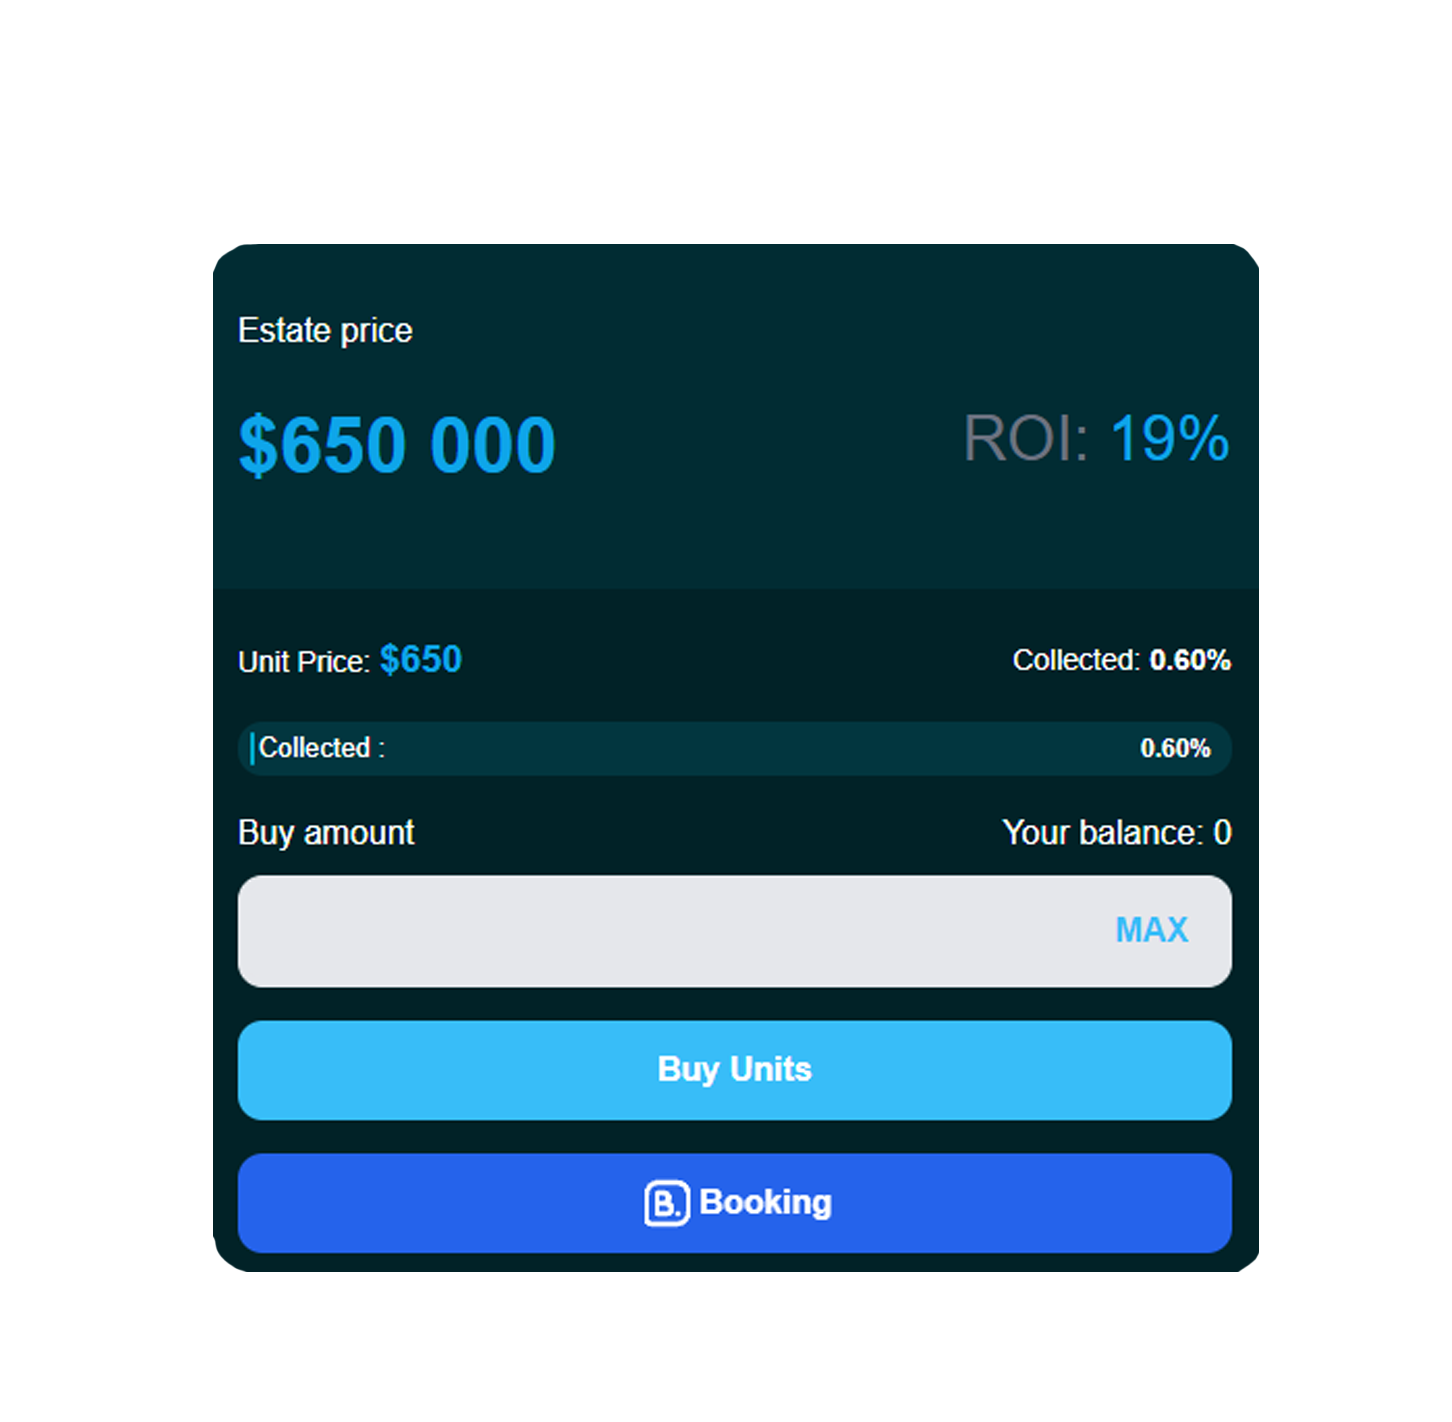 Estate price
$650 000
ROI: 19%
Unit Price: $650
Collected: 0.60%
Collected :
0.60%
Buy amount
Your balance: 0
MAX
Buy Units
B. Booking